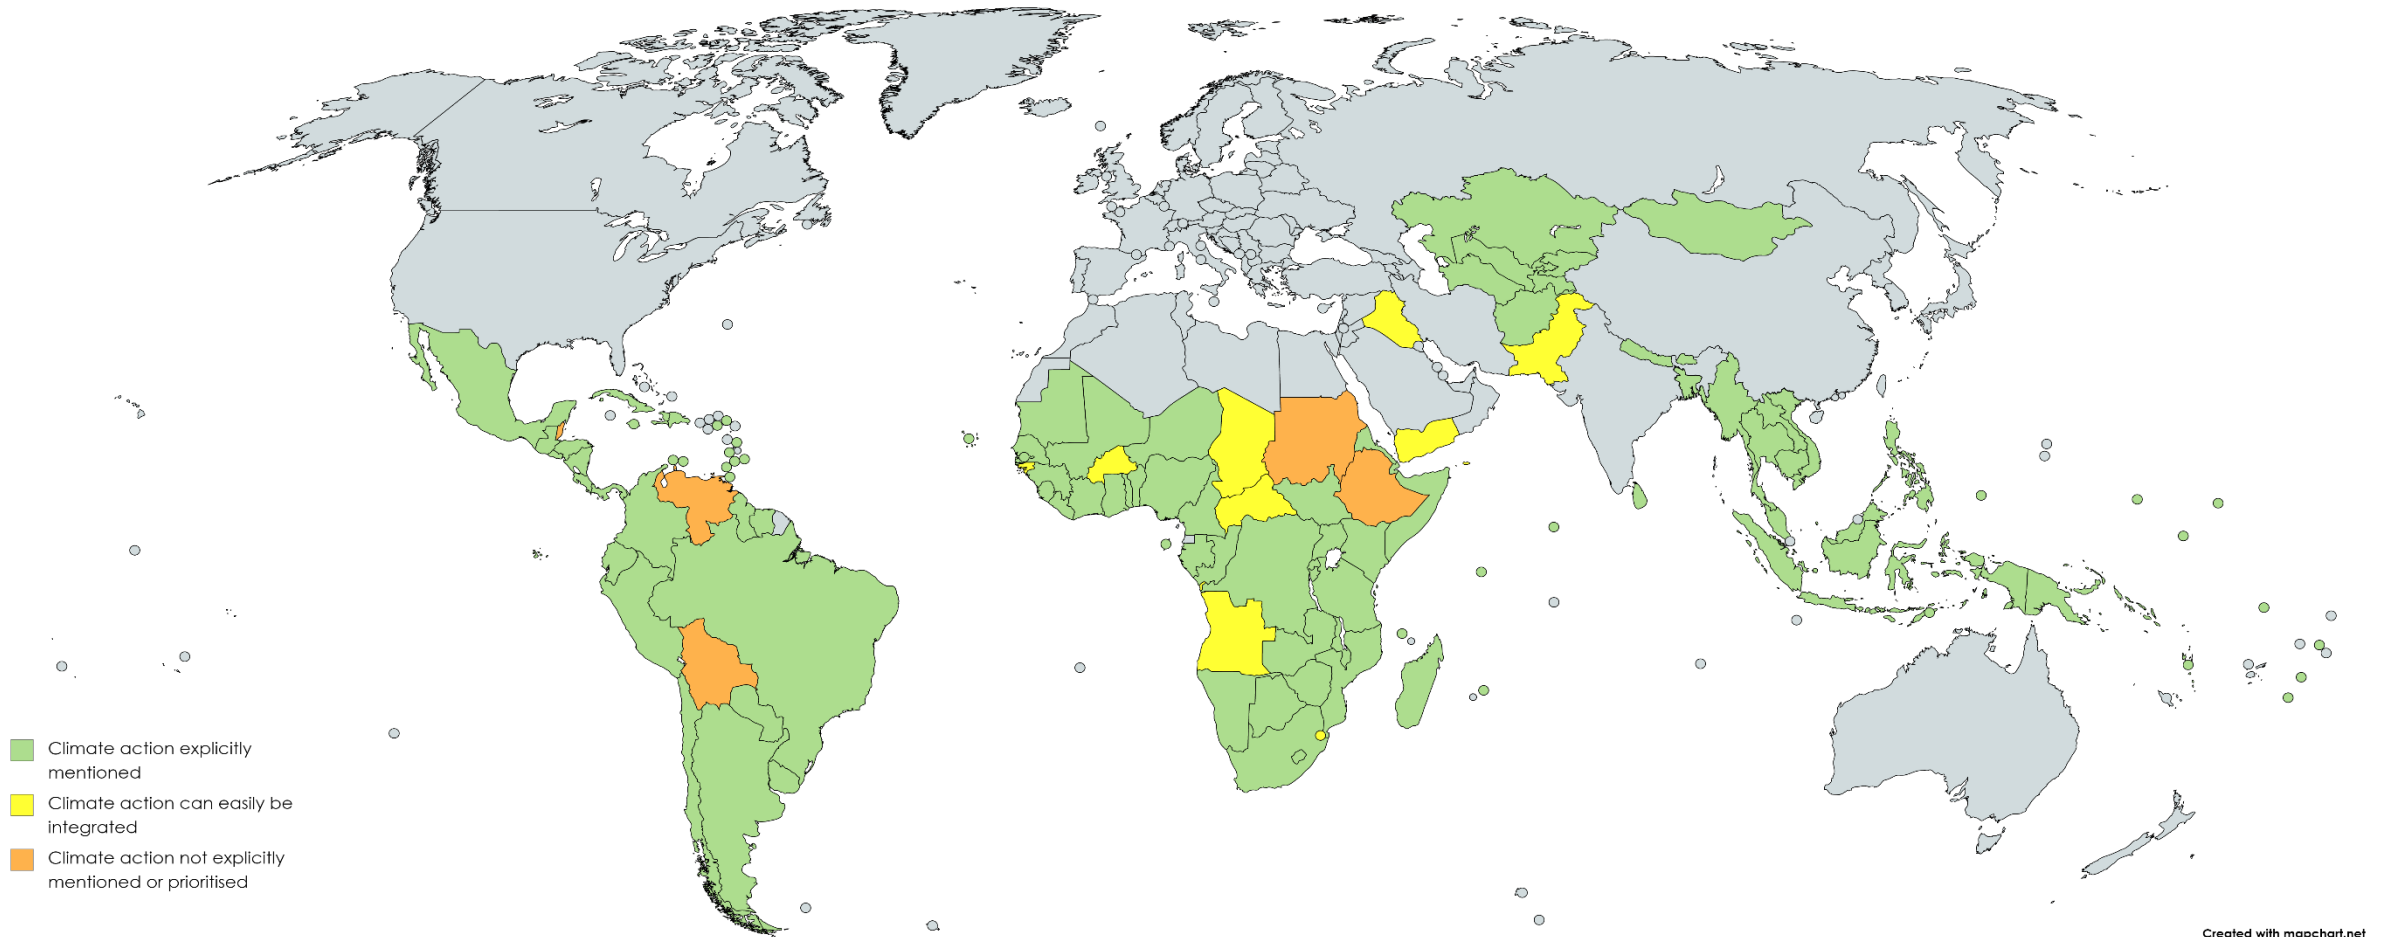 Climate action explicitly
mentioned
Climate action can easily be
integrated
Climate action not explicitly
mentioned or prioritised
Created with mapchart.net